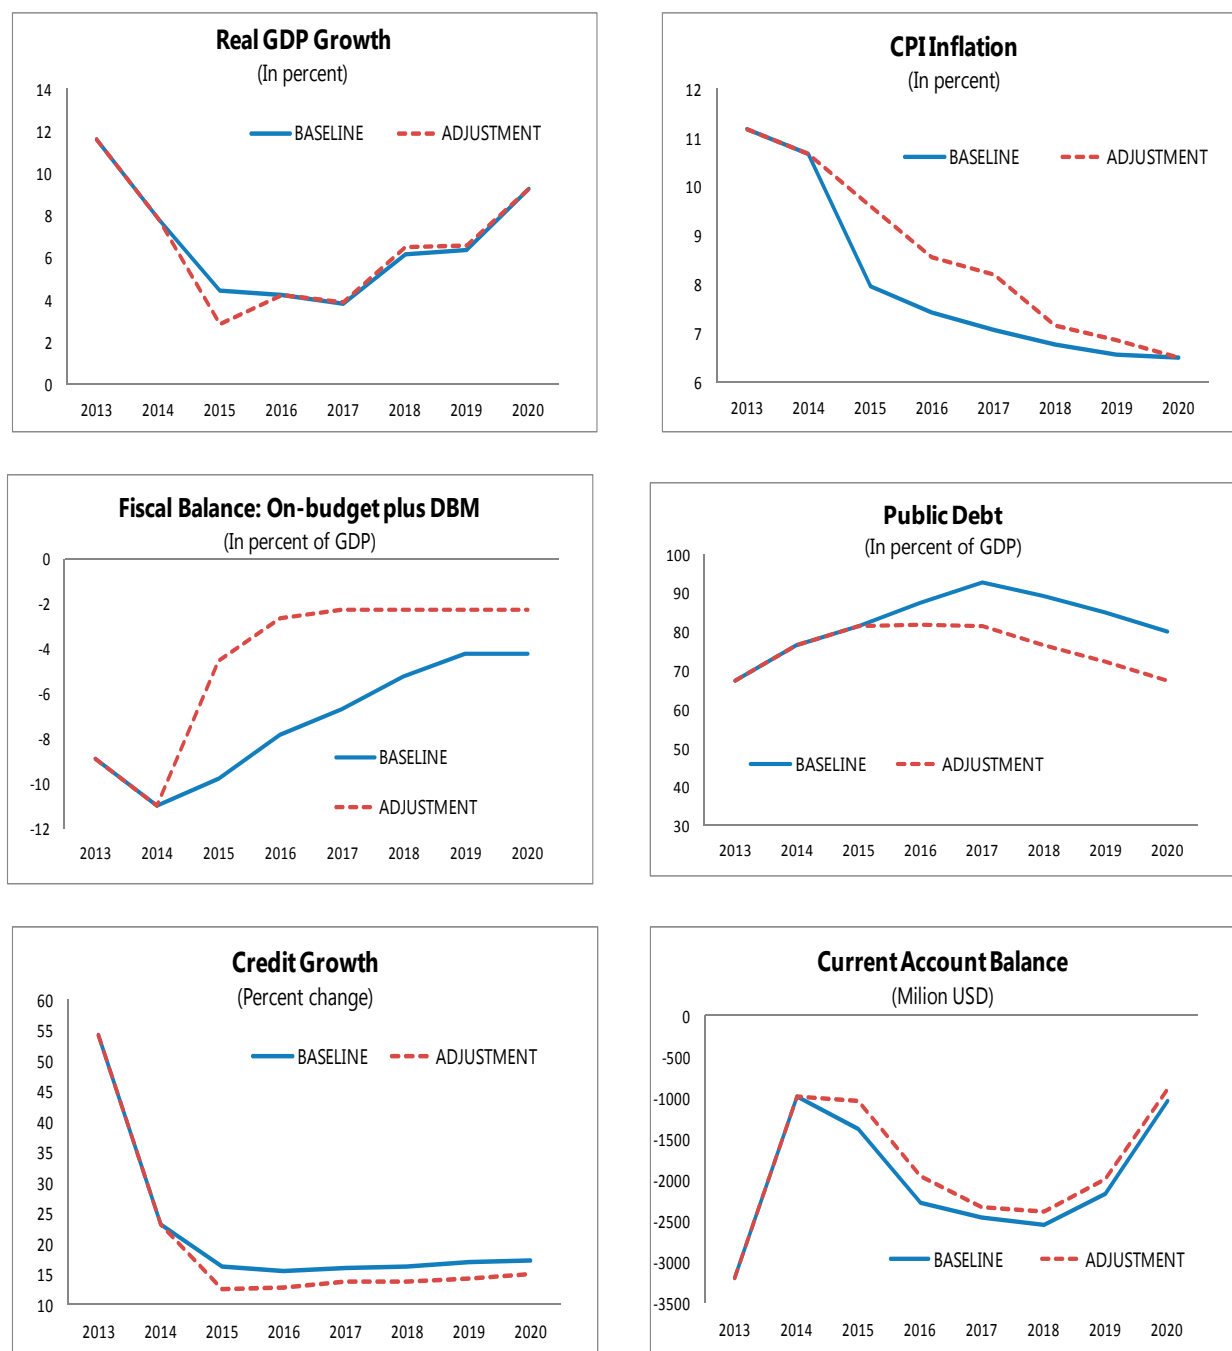 Real GDP Growth
(In percent)
14
12
10
8
6
4
2
0
BASELINE ADJUSTMENT
2013 2014 2015 2016 2017 2018 2019 2020
CPI Inflation
(In percent)
12
11
10
9
8
7
6
BASELINE ADJUSTMENT
2013 2014 2015 2016 2017 2018 2019 2020
Fiscal Balance: On-budget plus DBM
(In percent of GDP)
0
-2
-4
-6
-8
-10
-12
BASELINE
ADJUSTMENT
2013 2014 2015 2016 2017 2018 2019 2020
Public Debt
(In percent of GDP)
100
90
80
70
60
50
40
30
BASELINE ADJUSTMENT
2013 2014 2015 2016 2017 2018 2019 2020
Credit Growth
(Percent change)
60
55
50
45
40
35
30
25
20
15
10
BASELINE ADJUSTMENT
2013 2014 2015 2016 2017 2018 2019 2020
Current Account Balance
(Milion USD)
0
-500
-1000
-1500
-2000
-2500
-3000
-3500
BASELINE ADJUSTMENT
2013 2014 2015 2016 2017 2018 2019 2020